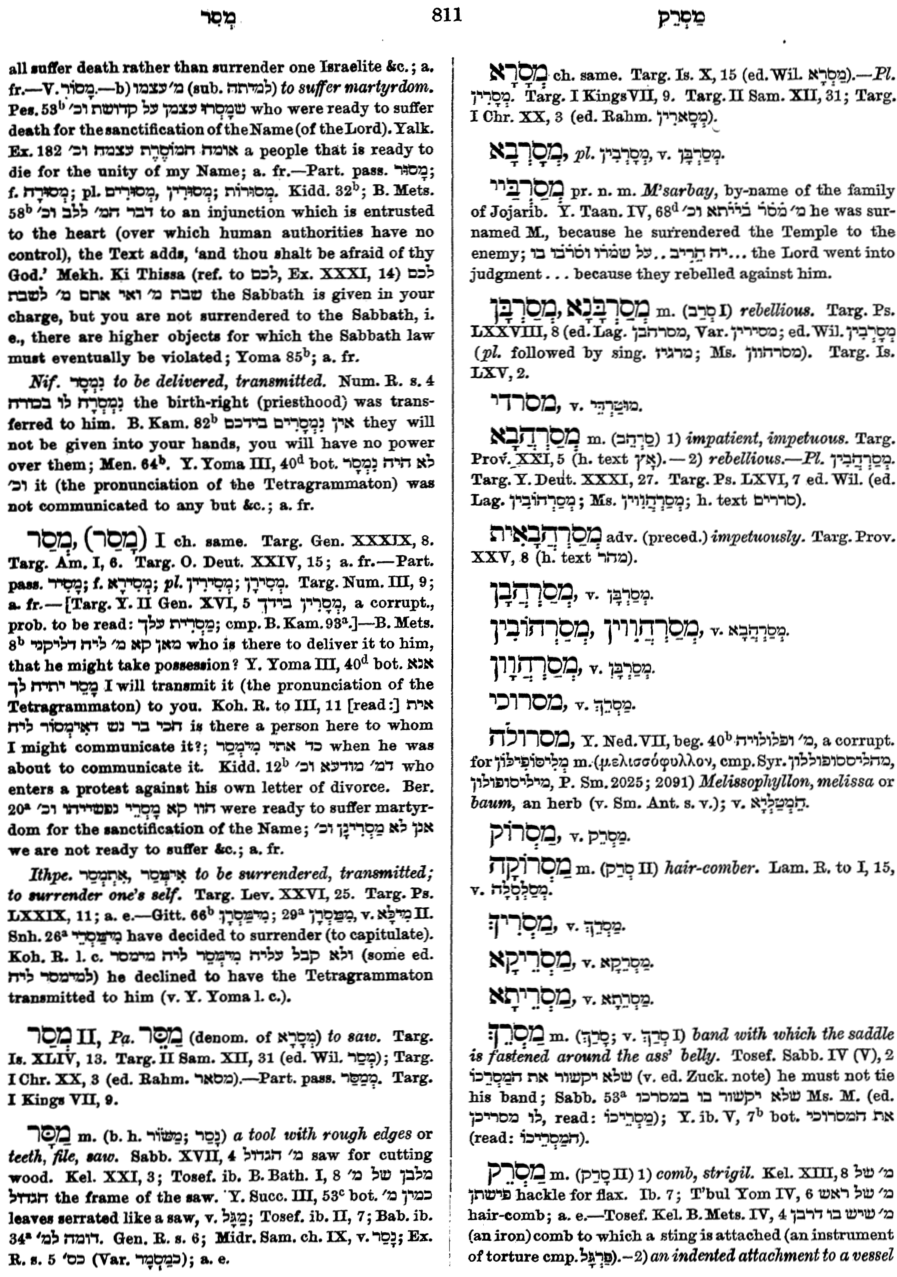 מְסַר 811 מַסְרֵק
all suffer death rather than surrender one Israelite &c.; a.
fr.—V. מָסוֹר.—b) מ׳ עצמו (sub. למיתה) to suffer martyrdom.
Pes. 53ᵇ שמסרו עצמן על קדושת וכ׳ who were ready to suffer
death for the sanctification of the Name (of the Lord). Yalk.
Ex. 182 אומה המוסרת עצמה וכ׳ a people that is ready to
die for the unity of my Name; a. fr.—Part. pass. מָסוּר;
f. מְסוּרָה; pl. מְסוּרִים, מְסוּרִין; מְסוּרוֹת. Kidd. 32ᵇ; B. Mets.
58ᵇ דבר המ׳ ללב וכ׳ to an injunction which is entrusted
to the heart (over which human authorities have no
control), the Text adds, ‘and thou shalt be afraid of thy
God.’ Mekh. Ki Thissa (ref. to לכם, Ex. XXXI, 14) לכם
שבת מ׳ ואי אתם מ׳ לשבת the Sabbath is given in your
charge, but you are not surrendered to the Sabbath, i.
e., there are higher objects for which the Sabbath law
must eventually be violated; Yoma 85ᵇ; a. fr.
Nif. נִמְסָר to be delivered, transmitted. Num. R. s. 4
נִמְסְרָה לו בכורה the birth-right (priesthood) was trans-
ferred to him. B. Kam. 82ᵇ אין נִמְסָרִים בידכם they will
not be given into your hands, you will have no power
over them; Men. 64ᵇ. Y. Yoma III, 40ᵈ bot. לא היה נִמְסָר
וכ׳ it (the pronunciation of the Tetragrammaton) was
not communicated to any but &c.; a. fr.
מְסַר, (מָסַר) I ch. same. Targ. Gen. XXXIX, 8.
Targ. Am. I, 6. Targ. O. Deut. XXIV, 15; a. fr.—Part.
pass. מְסִיר; f. מְסִירָא; pl. מְסִירִין; מְסִירָן. Targ. Num. III, 9;
a. fr.—[Targ. Y. II Gen. XVI, 5 מְסָרִין בידך, a corrupt.,
prob. to be read: מְסָרִית עלך; cmp. B. Kam. 93ᵃ.]—B. Mets.
8ᵇ מאן קא מ׳ ליה דליקני who is there to deliver it to him,
that he might take possession? Y. Yoma III, 40ᵈ bot. אנא
מָסַר יתיה לך I will transmit it (the pronunciation of the
Tetragrammaton) to you. Koh. R. to III, 11 [read:] אית
הכי בר נש דאֵימְסוֹר ליה is there a person here to whom
I might communicate it?; כד אתי מִימְסַר when he was
about to communicate it. Kidd. 12ᵇ דמ׳ מודעא וכ׳ who
enters a protest against his own letter of divorce. Ber.
20ᵃ הוו קא מָסְרֵי נפשייהו וכ׳ were ready to suffer martyr-
dom for the sanctification of the Name; אנן לא מַסְרִינָן וכ׳
we are not ready to suffer &c.; a. fr.
Ithpe. אִתְמְסַר, אִימְּסַר to be surrendered, transmitted;
to surrender one's self. Targ. Lev. XXVI, 25. Targ. Ps.
LXXIX, 11; a. e.—Gitt. 66ᵇ מִימַּסְרָן; 29ᵃ מִמַּסְרָן, v. מִילָּא II.
Snh. 26ᵃ מִימַּסְרֵי have decided to surrender (to capitulate).
Koh. R. l. c. ולא קבל עליה מִימְּסַר ליה מימסר (some ed.
למימסר ליה) he declined to have the Tetragrammaton
transmitted to him (v. Y. Yoma l. c.).
מְסַר II, Pa. מַסֵּר (denom. of מְסָרָא) to saw. Targ.
Is. XLIV, 13. Targ. II Sam. XII, 31 (ed. Wil. מְסַר); Targ.
I Chr. XX, 3 (ed. Rahm. מסאר).—Part. pass. מְמַסַּר. Targ.
I Kings VII, 9.
מַסָּר m. (b. h. מַשּׂוֹר; נָסַר) a tool with rough edges or
teeth, file, saw. Sabb. XVII, 4 מ׳ הגדול saw for cutting
wood. Kel. XXI, 3; Tosef. ib. B. Bath. I, 8 מלבן של מ׳
הגדול the frame of the saw. Y. Succ. III, 53ᶜ bot. כמין מ׳
leaves serrated like a saw, v. מַגָּל; Tosef. ib. II, 7; Bab. ib.
34ᵃ דומה למ׳. Gen. R. s. 6; Midr. Sam. ch. IX, v. נָסַר; Ex.
R. s. 5 כמ׳ (Var. כמַסְמֵר); a. e.
מְסָרָא ch. same. Targ. Is. X, 15 (ed. Wil. מַסָּרָא).—Pl.
מְסָרִין. Targ. I Kings VII, 9. Targ. II Sam. XII, 31; Targ.
I Chr. XX, 3 (ed. Rahm. מְסָארִין).
מְסָרְבָא, pl. מְסָרְבִין, v. מְסַרְבָּן.
מְסַרְבַּיי pr. n. m. M'sarbay, by-name of the family
of Jojarib. Y. Taan. IV, 68ᵈ מ׳ מְסַר בֵּייתָא וכ׳ he was sur-
named M., because he surrendered the Temple to the
enemy; יה הריב.. על שמרו וסרבו בו... the Lord went into
judgment ... because they rebelled against him.
מְסַרְבָּנָא, מְסַרְבָּן m. (סְרַב I) rebellious. Targ. Ps.
LXXVIII, 8 (ed. Lag. מסרהבן, Var. מסירין; ed. Wil. מְסָרְבִין
(pl. followed by sing. מרגיז; Ms. מסרהוון). Targ. Is.
LXV, 2.
מסרדי, v. מוּטַרְדֵּי.
מְסַרְהֲבָא m. (סַרְהֵב) 1) impatient, impetuous. Targ.
Prov. XXI, 5 (h. text אָץ).—2) rebellious.—Pl. מְסַרְהֲבִין.
Targ. Y. Deut. XXXI, 27. Targ. Ps. LXVI, 7 ed. Wil. (ed.
Lag. מְסַרְהוֹבִין; Ms. מְסַרְהֲוִוין; h. text סוררים).
מְסַרְהֲבָאִית adv. (preced.) impetuously. Targ. Prov.
XXV, 8 (h. text מהר).
מְסַרְהֲבָן, v. מְסַרְבָּן.
מְסַרְהֲוִוין, מְסַרְהוֹבִין, v. מְסַרְהֲבָא.
מְסַרְהֲוָון, v. מְסַרְבָּן.
מסרוכי, v. מַסְרֵךְ.
מסרולה, Y. Ned. VII, beg. 40ᵇ מ׳ ופלולויה, a corrupt.
for מֶלִיסּוֹפִילוֹן m. (μελισσόφυλλον, cmp. Syr. מהליססופוללון,
מיליסופולון, P. Sm. 2025; 2091) Melissophyllon, melissa or
baum, an herb (v. Sm. Ant. s. v.); v. חֲמַטַלְיָא.
מַסְרוֹק, v. מַסְרֵק.
מַסְרוֹקָה m. (סְרַק II) hair-comber. Lam. R. to I, 15,
v. מְסַלְסְלָה.
מַסְרִיךְ, v. מַסְרֵךְ.
מַסְרֵיקָא, v. מַסְרֵקָא.
מַסְרֵיתָא, v. מַסְרֵתָא.
מַסְרֵךְ m. (סָרַךְ; v. סְרַךְ I) band with which the saddle
is fastened around the ass' belly. Tosef. Sabb. IV (V), 2
שלא יקשור את המַסְרֵכוֹ (v. ed. Zuck. note) he must not tie
his band; Sabb. 53ᵃ שלא יקשור בו במסרכו Ms. M. (ed.
לו מסריכן, read: מַסְרֵיכוֹ); Y. ib. V, 7ᵇ bot. את המסרוכי
(read: המַסְרֵיכוֹ).
מַסְרֵק m. (סָרַק II) 1) comb, strigil. Kel. XIII, 8 מ׳ של
פישתן hackle for flax. Ib. 7; T'bul Yom IV, 6 מ׳ של ראש
hair-comb; a. e.—Tosef. Kel. B. Mets. IV, 4 מ׳ שיש בו דרבן
(an iron) comb to which a sting is attached (an instrument
of torture cmp. פַּרְגָּל).—2) an indented attachment to a vessel